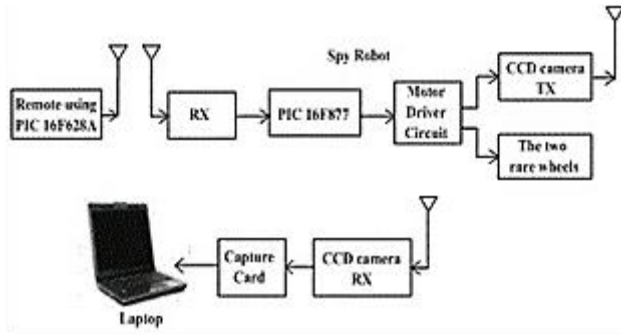 Spy Robot
Remote using
PIC 16F628A
RX
PIC 16F877
Motor
Driver
Circuit
CCD camera
TX
The two
rare wheels
Laptop
Capture
Card
CCD camera
RX